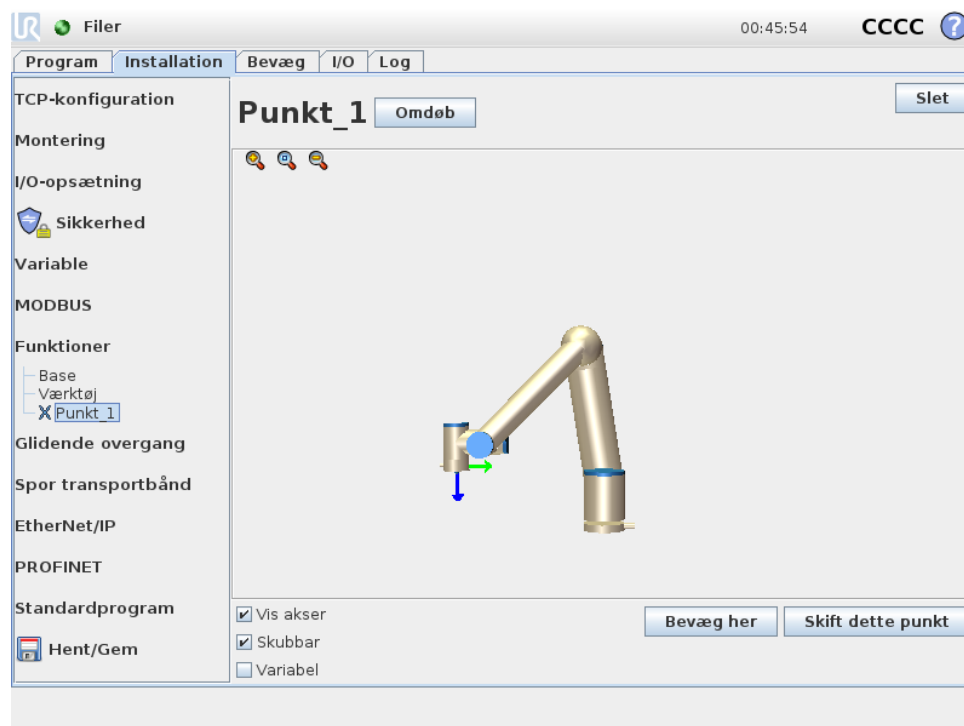 UR Filer 00:45:54 CCCC ?
Program Installation Bevæg I/O Log
TCP-konfiguration
Montering
I/O-opsætning
Sikkerhed
Variable
MODBUS
Funktioner
Base
Værktøj
Punkt_1
Glidende overgang
Spor transportbånd
EtherNet/IP
PROFINET
Standardprogram
Hent/Gem
Punkt_1 Omdøb Slet
Vis akser
Skubbar
Variabel
Bevæg her Skift dette punkt